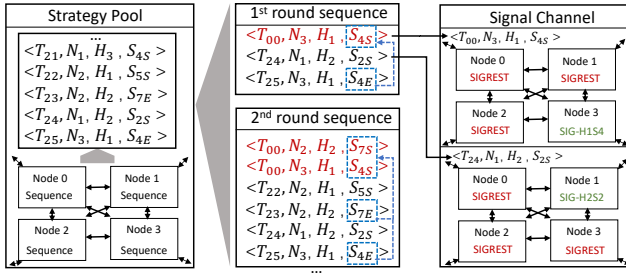 Strategy Pool
...
<T21, N1, H3 , S4S >
<T22, N2, H1 , S5S >
<T23, N2, H2 , S7E >
<T24, N1, H2 , S2S >
<T25, N3, H1 , S4E >
Node 0
Sequence
Node 1
Sequence
Node 2
Sequence
Node 3
Sequence
1st round sequence
<T00, N3, H1 , S4S >
<T24, N1, H2 , S2S >
<T25, N3, H1 , S4E >
2nd round sequence
<T00, N2, H2 , S7S >
<T00, N3, H1 , S4S >
<T22, N2, H1 , S5S >
<T23, N2, H2 , S7E >
<T24, N1, H2 , S2S >
<T25, N3, H1 , S4E >
...
Signal Channel
<T00, N3, H1 , S4S >
Node 0
SIGREST
Node 1
SIGREST
Node 2
SIGREST
Node 3
SIG-H1S4
<T24, N1, H2 , S2S >
Node 0
SIGREST
Node 1
SIG-H2S2
Node 2
SIGREST
Node 3
SIGREST